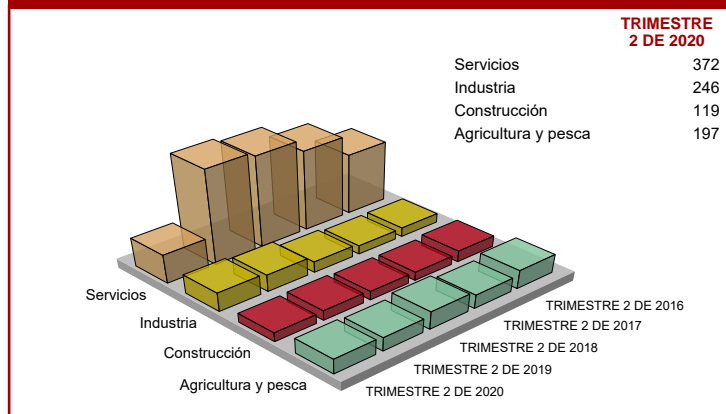 TRIMESTRE
2 DE 2020
Servicios 372
Industria 246
Construcción 119
Agricultura y pesca 197
Servicios
Industria
Construcción
Agricultura y pesca
TRIMESTRE 2 DE 2016
TRIMESTRE 2 DE 2017
TRIMESTRE 2 DE 2018
TRIMESTRE 2 DE 2019
TRIMESTRE 2 DE 2020